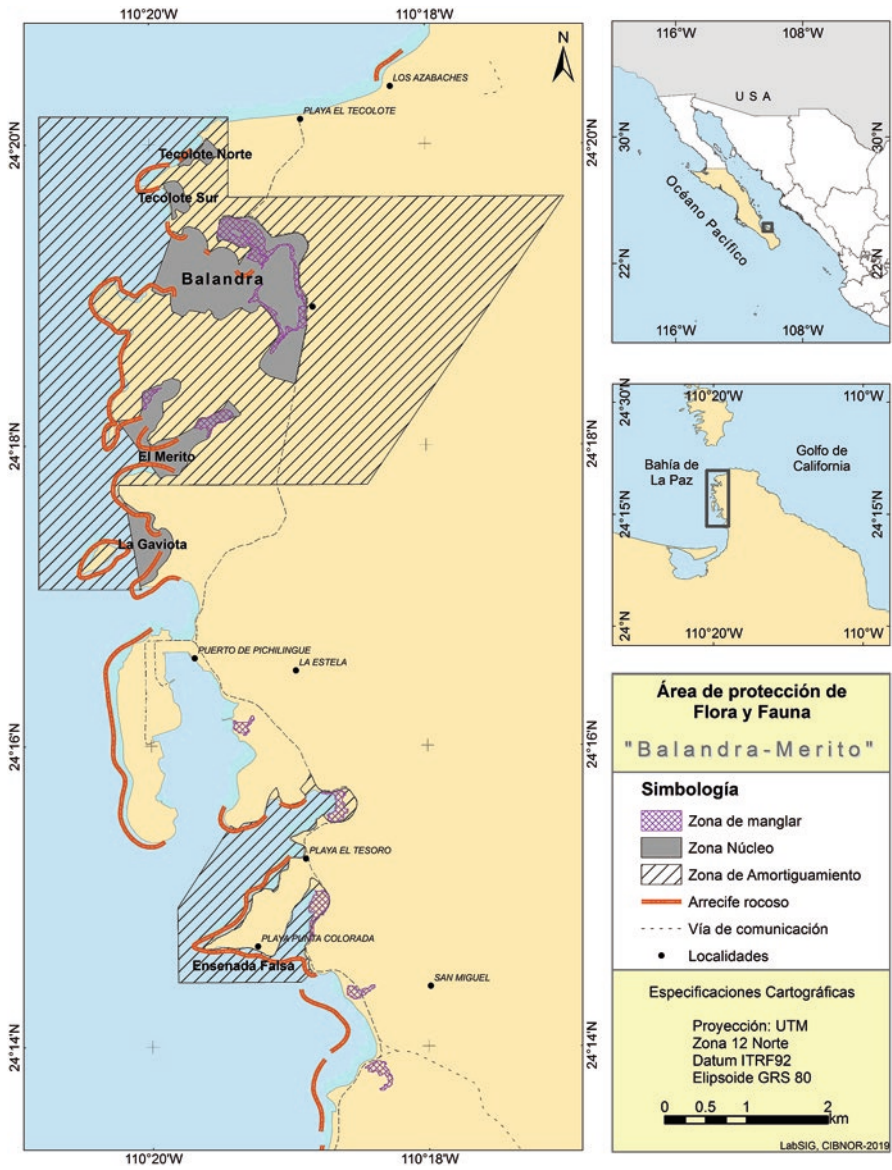 110°20'W
110°18'W
N
LOS AZABACHES
PLAYA EL TECOLOTE
24°20'N
24°20'N
Tecolote Norte
Tecolote Sur
Balandra
24°18'N
24°18'N
El Merito
La Gaviota
PUERTO DE PICHILINGUE
LA ESTELA
24°16'N
24°16'N
PLAYA EL TESORO
PLAYA PUNTA COLORADA
Ensenada Falsa
SAN MIGUEL
24°14'N
24°14'N
110°20'W
110°18'W
116°W
108°W
USA
30°N
30°N
Océano Pacífico
22°N
22°N
116°W
108°W
110°20'W
110°W
24°30'N
24°30'N
Golfo de
California
Bahía de
La Paz
24°15'N
24°15'N
24°N
24°N
110°20'W
110°W
Área de protección de
Flora y Fauna
"Balandra-Merito"
Simbología
Zona de manglar
Zona Núcleo
Zona de Amortiguamiento
Arrecife rocoso
Vía de comunicación
Localidades
Especificaciones Cartográficas
Proyección: UTM
Zona 12 Norte
Datum ITRF92
Elipsoide GRS 80
0 0.5 1 2
km
LabSIG, CIBNOR-2019